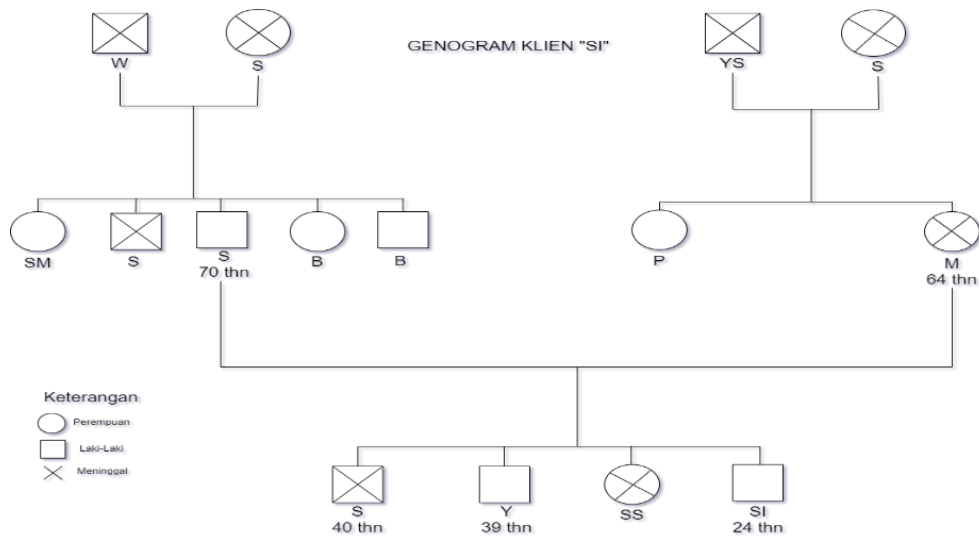 GENOGRAM KLIEN "SI"
W
S
YS
S
SM
S
S
70 thn
B
B
P
M
64 thn
Keterangan
Perempuan
Laki-Laki
Meninggal
S
40 thn
Y
39 thn
SS
SI
24 thn